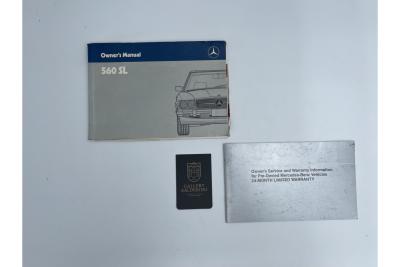 Owner's Manual
560 SL
GALLERY
AALDERING
Owner's Service and Warranty Information
for Pre-Owned Mercedes-Benz Vehicles
24-MONTH LIMITED WARRANTY